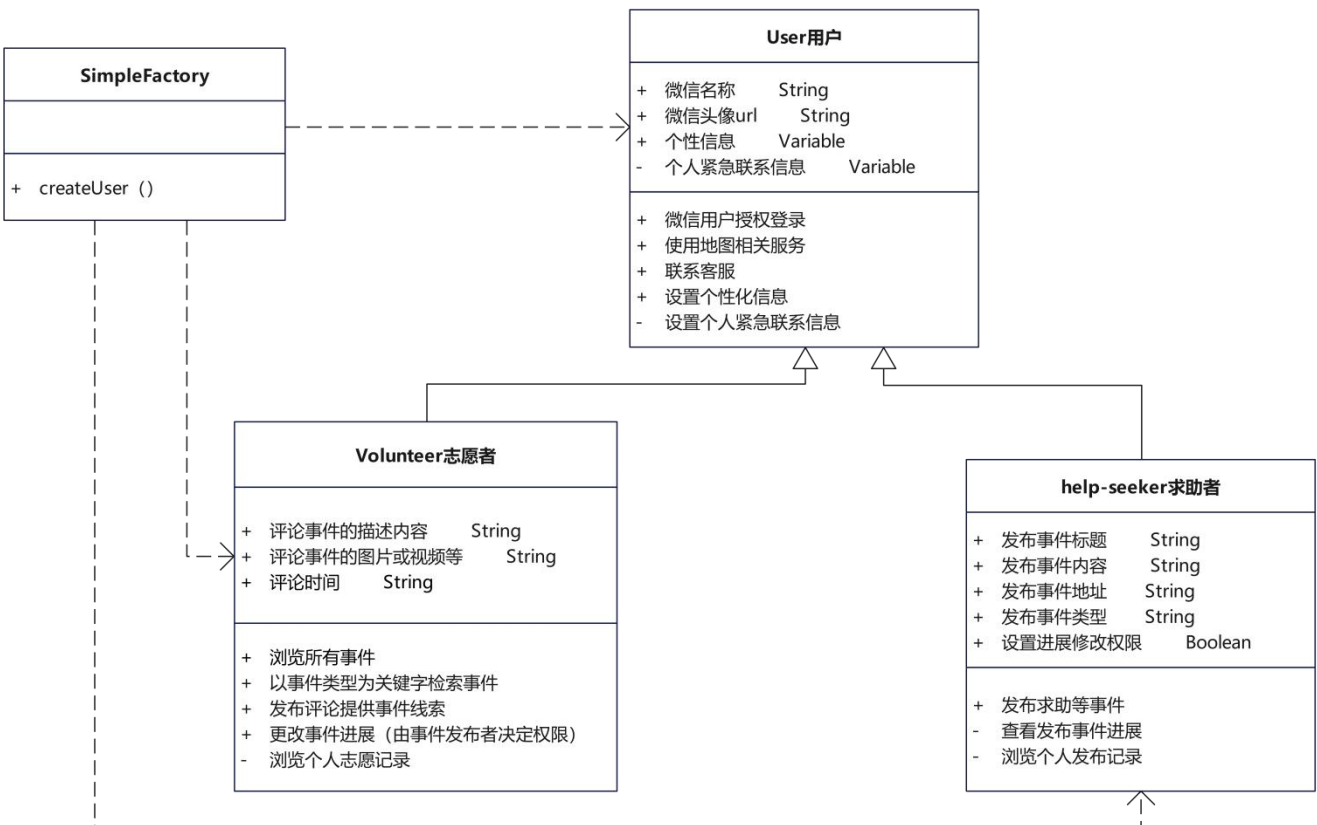 SimpleFactory
+ createUser（）
User用户
+ 微信名称 String
+ 微信头像url String
+ 个性信息 Variable
- 个人紧急联系信息 Variable
+ 微信用户授权登录
+ 使用地图相关服务
+ 联系客服
+ 设置个性化信息
- 设置个人紧急联系信息
Volunteer志愿者
+ 评论事件的描述内容 String
+ 评论事件的图片或视频等 String
+ 评论时间 String
+ 浏览所有事件
+ 以事件类型为关键字检索事件
+ 发布评论提供事件线索
+ 更改事件进展（由事件发布者决定权限）
- 浏览个人志愿记录
help-seeker求助者
+ 发布事件标题 String
+ 发布事件内容 String
+ 发布事件地址 String
+ 发布事件类型 String
+ 设置进展修改权限 Boolean
+ 发布求助等事件
- 查看发布事件进展
- 浏览个人发布记录